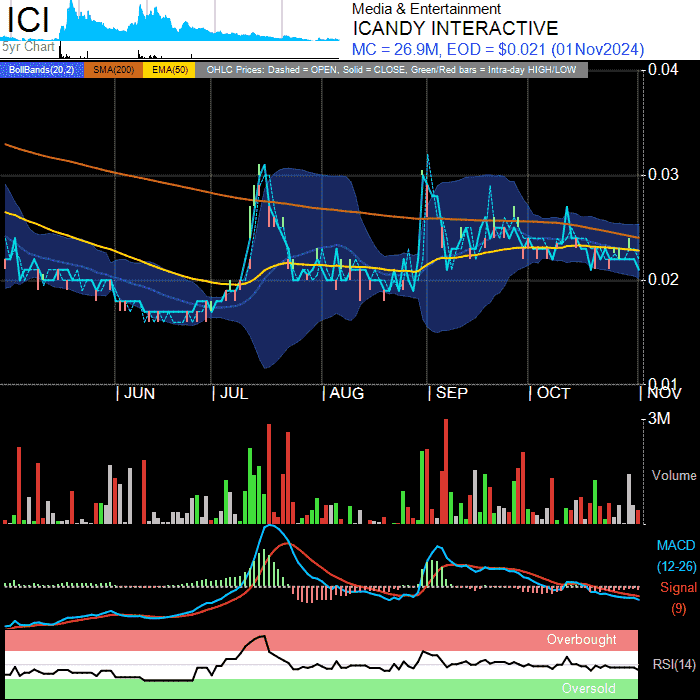 ICI
5yr Chart
Media & Entertainment
ICANDY INTERACTIVE
MC = 26.9M, EOD = $0.021 (01Nov2024)
BollBands(20,2) SMA(200) EMA(50) OHLC Prices: Dashed = OPEN, Solid = CLOSE, Green/Red bars = Intra-day HIGH/LOW
0.04
0.03
0.02
0.01
JUN JUL AUG SEP OCT NOV
3M
Volume
MACD
(12-26)
Signal
(9)
Overbought
RSI(14)
Oversold